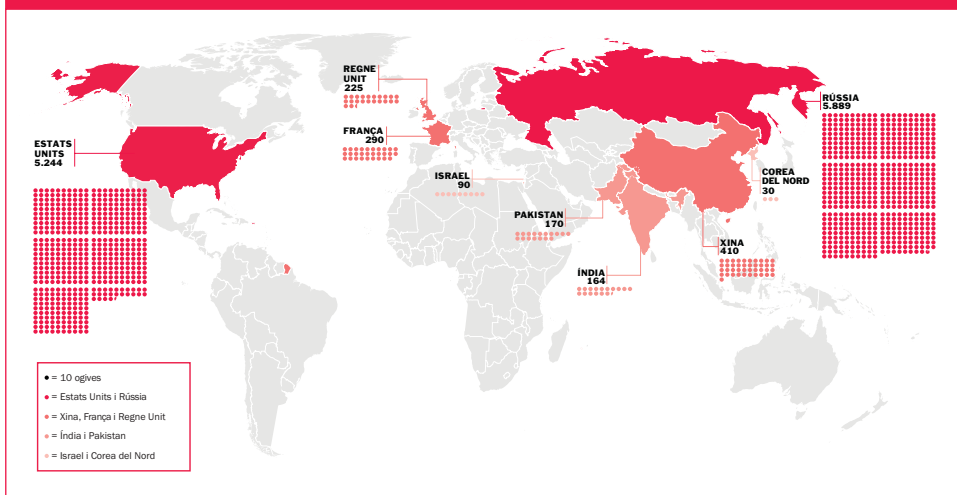 REGNE
UNIT
225
FRANÇA
290
ESTATS
UNITS
5.244
ISRAEL
90
PAKISTAN
170
ÍNDIA
164
RÚSSIA
5.889
COREA
DEL NORD
30
XINA
410
= 10 ogives
= Estats Units i Rússia
= Xina, França i Regne Unit
= Índia i Pakistan
= Israel i Corea del Nord